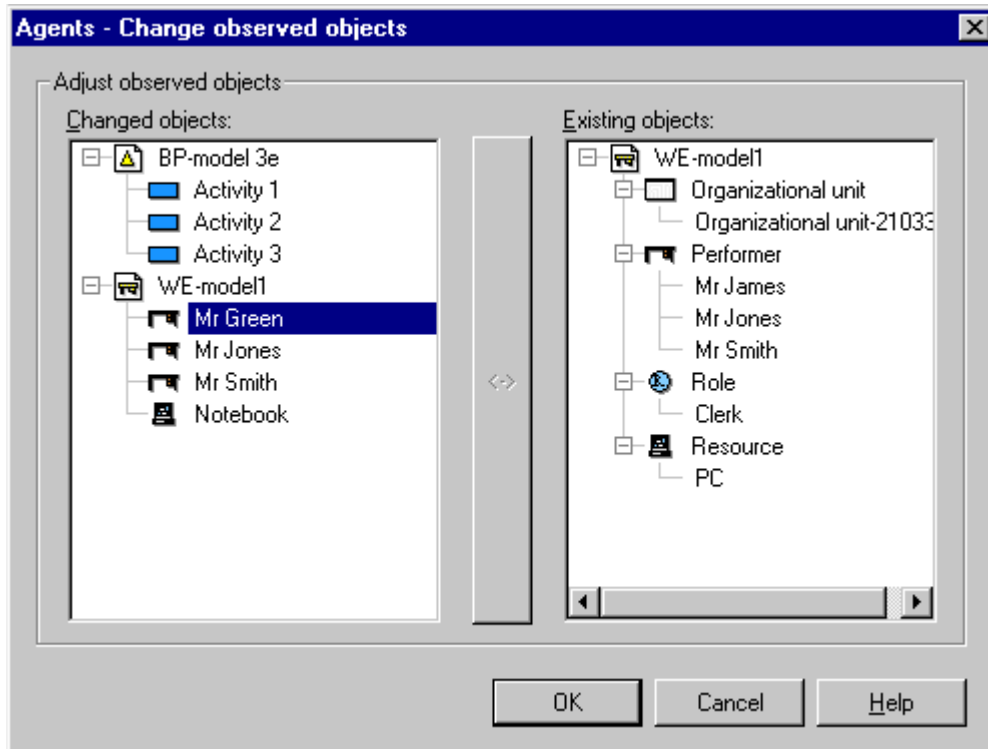 Agents - Change observed objects
Adjust observed objects
Changed objects:
BP-model 3e
Activity 1
Activity 2
Activity 3
WE-model1
Mr Green
Mr Jones
Mr Smith
Notebook
<->
Existing objects:
WE-model1
Organizational unit
Organizational unit-21033
Performer
Mr James
Mr Jones
Mr Smith
Role
Clerk
Resource
PC
OK
Cancel
Help